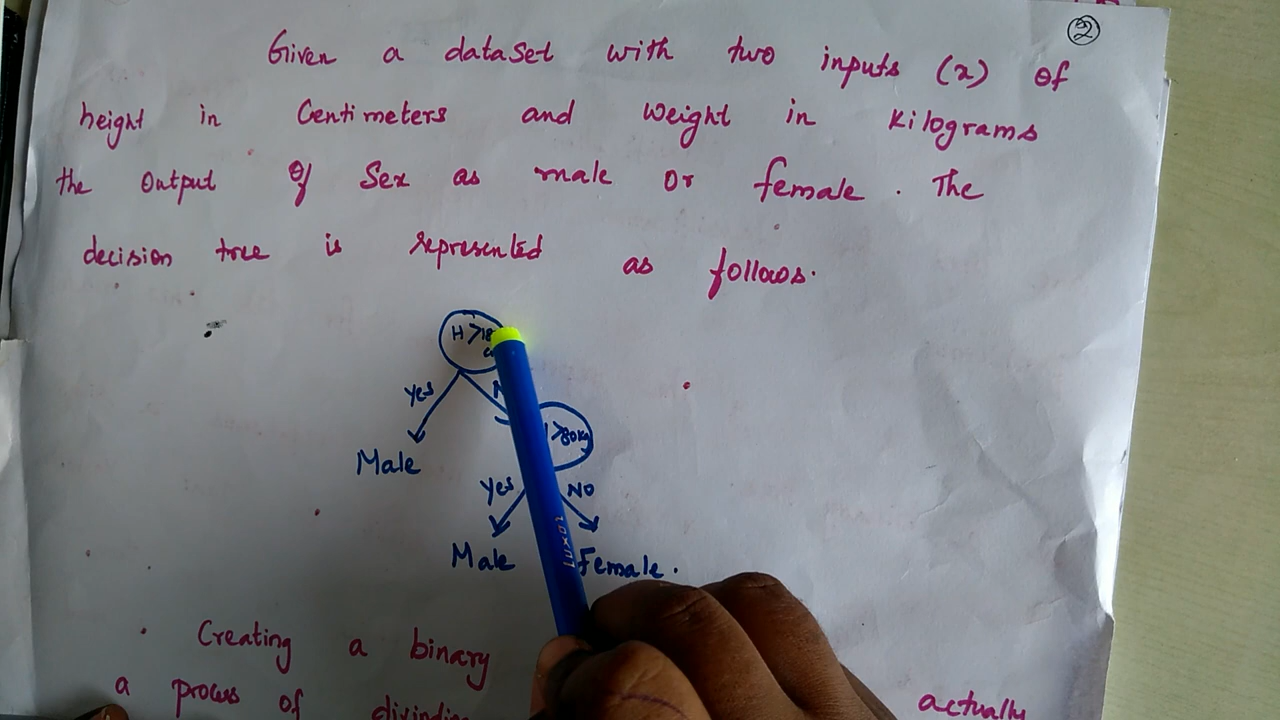 ②
Given a dataset with two inputs (x) of
height in Centimeters and weight in kilograms
the output of Sex as male or female. The
decision tree is represented as follows.
H >
Yes
>80kg
Male
Yes NO
Male Female.
LUXOR
Creating a binary
a process of actually